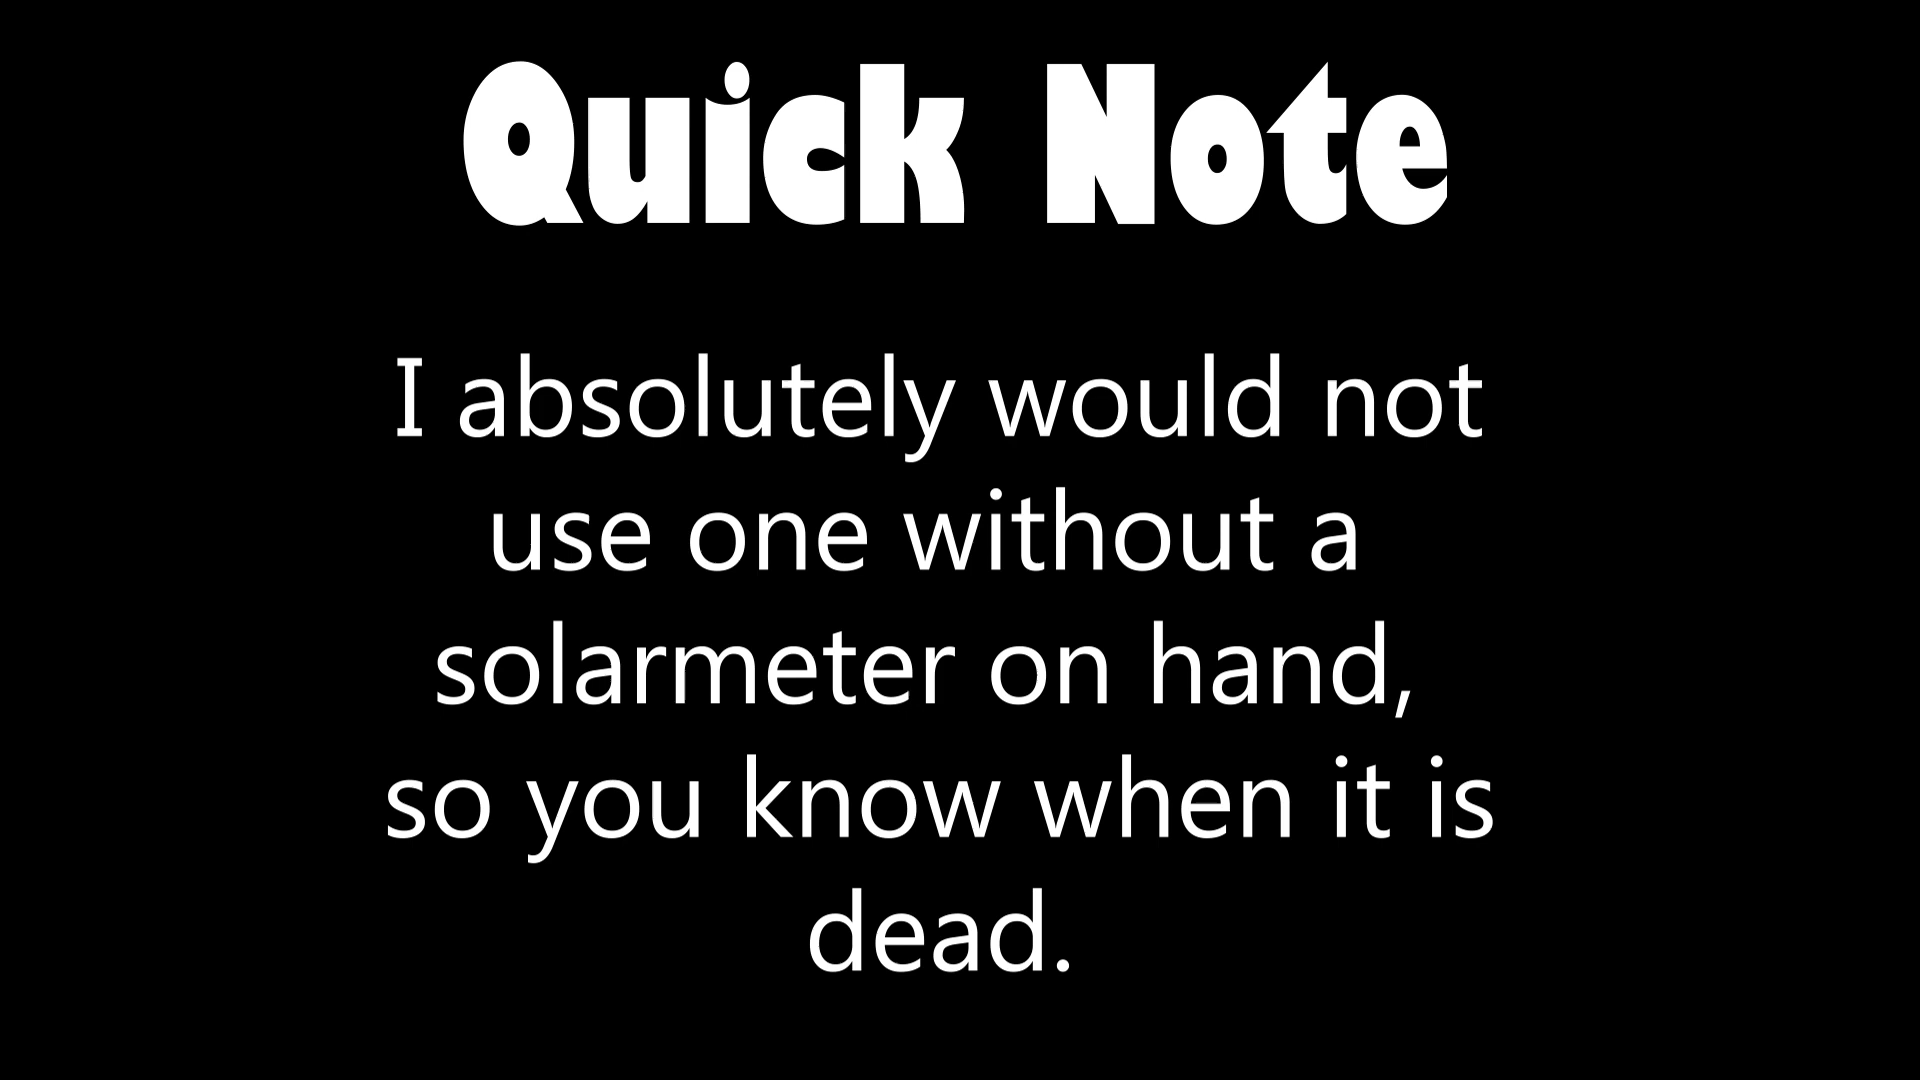 Quick Note
I absolutely would not
use one without a
solarmeter on hand,
so you know when it is
dead.